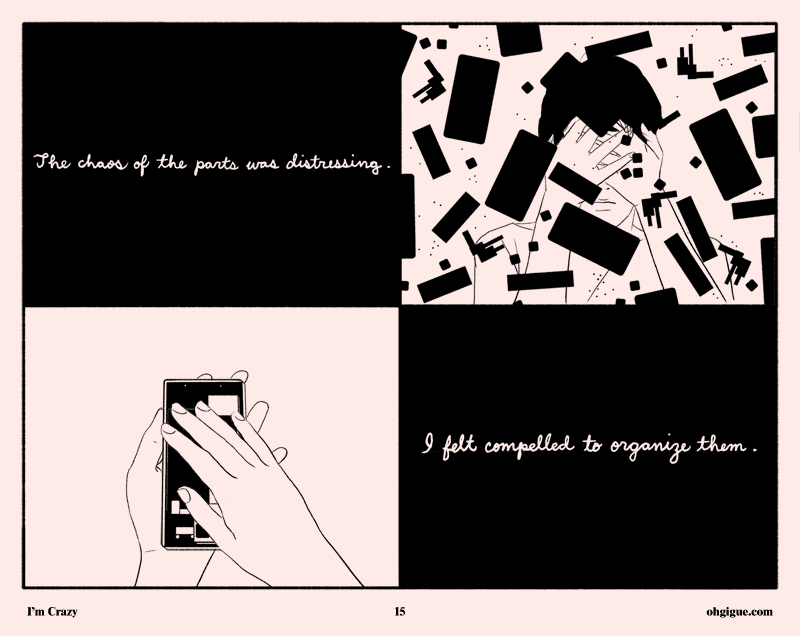 The chaos of the parts was distressing.
I felt compelled to organize them.
I'm Crazy
15
ohgigue.com